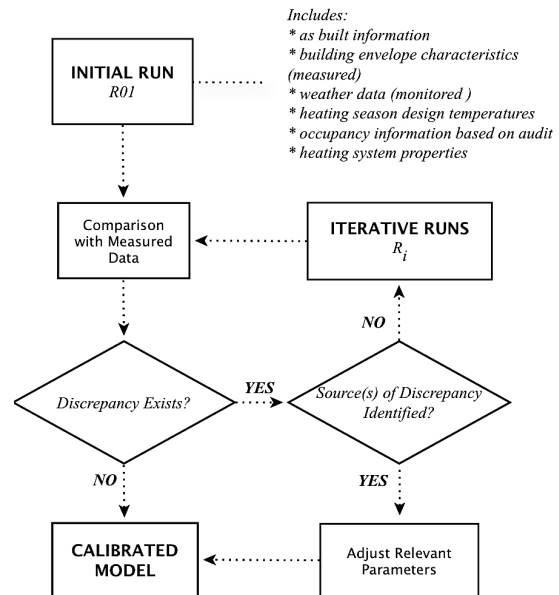 INITIAL RUN
R01
Includes:
* as built information
* building envelope characteristics
(measured)
* weather data (monitored )
* heating season design temperatures
* occupancy information based on audit
* heating system properties
Comparison
with Measured
Data
ITERATIVE RUNS
Ri
NO
Discrepancy Exists?
YES
Source(s) of Discrepancy
Identified?
NO
YES
CALIBRATED
MODEL
Adjust Relevant
Parameters